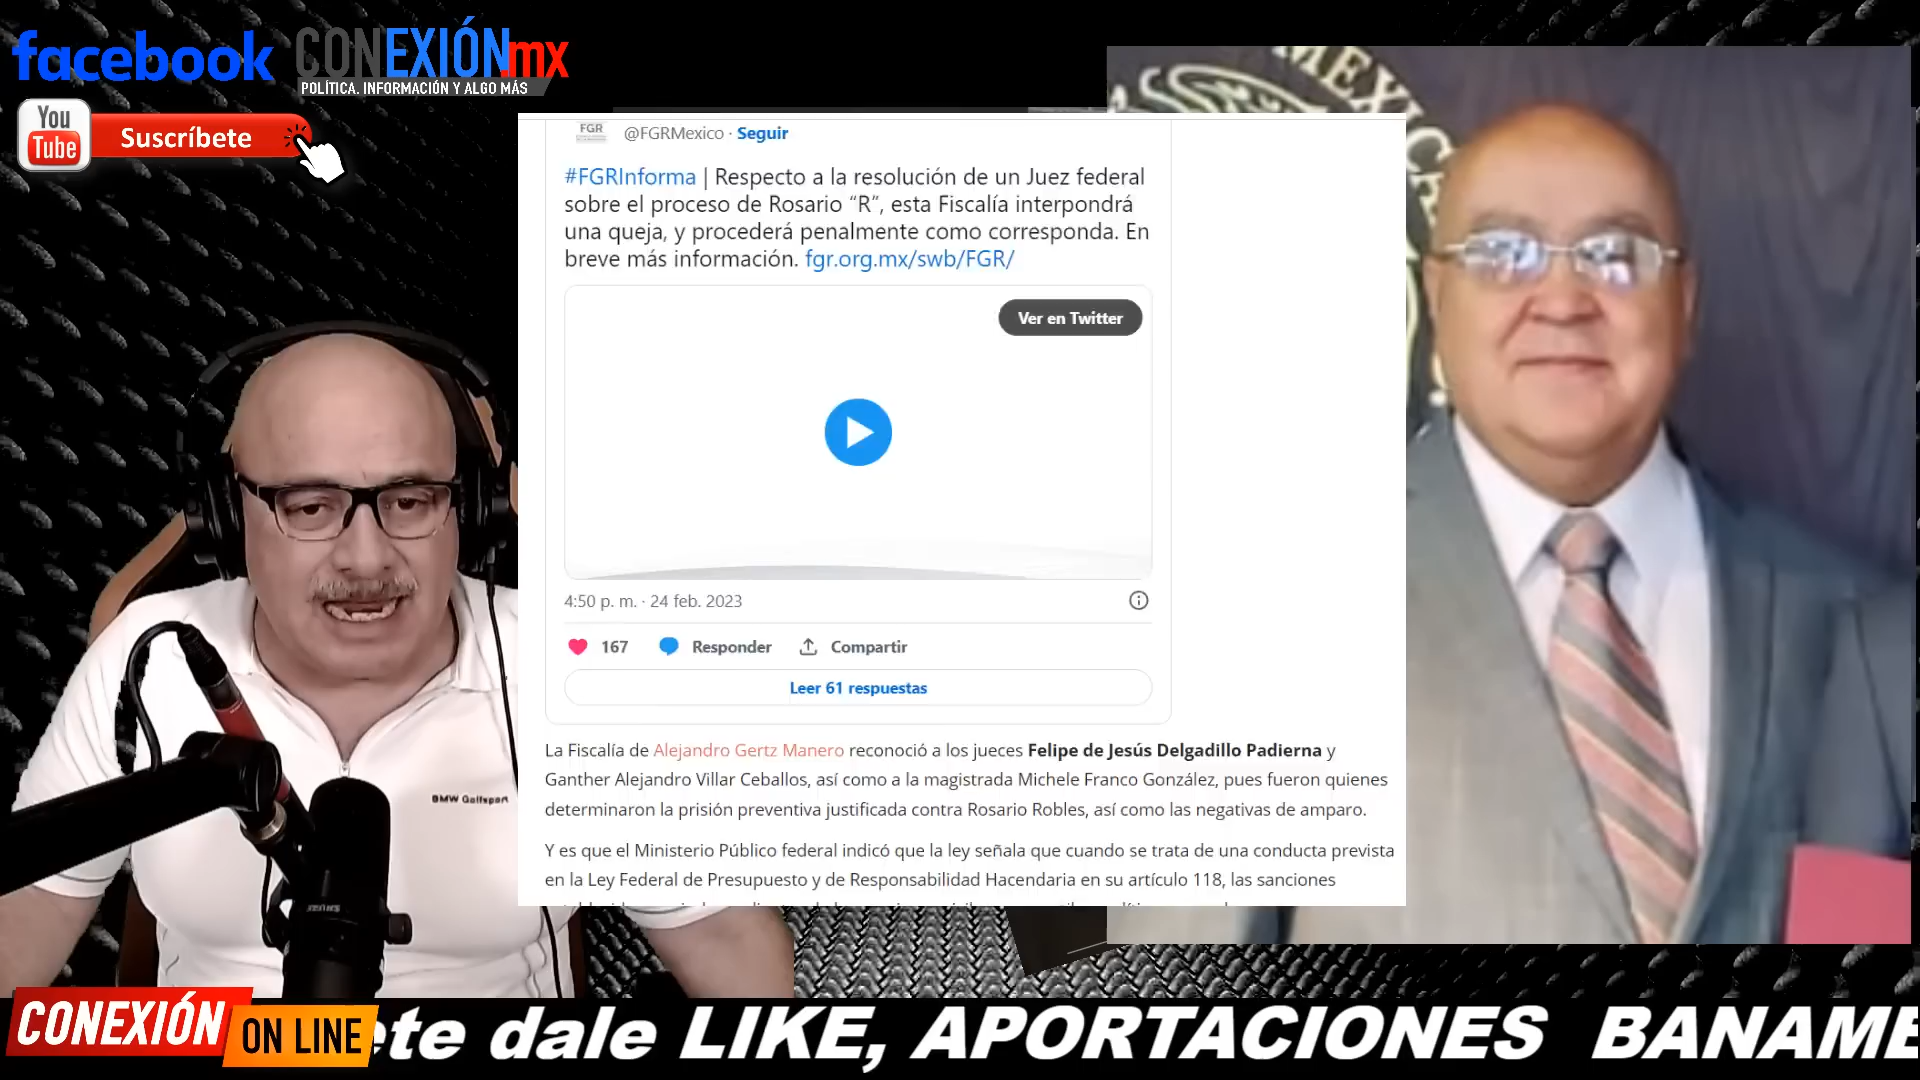 facebook
CONEXIÓN.mx
POLÍTICA. INFORMACIÓN Y ALGO MÁS
You
Tube
Suscríbete
MEXICA
FGR
@FGRMexico · Seguir
#FGRInforma | Respecto a la resolución de un Juez federal
sobre el proceso de Rosario “R”, esta Fiscalía interpondrá
una queja, y procederá penalmente como corresponda. En
breve más información. fgr.org.mx/swb/FGR/
Ver en Twitter
4:50 p. m. · 24 feb. 2023
167 Responder Compartir
Leer 61 respuestas
La Fiscalía de Alejandro Gertz Manero reconoció a los jueces Felipe de Jesús Delgadillo Padierna y
Ganther Alejandro Villar Ceballos, así como a la magistrada Michele Franco González, pues fueron quienes
determinaron la prisión preventiva justificada contra Rosario Robles, así como las negativas de amparo.
Y es que el Ministerio Público federal indicó que la ley señala que cuando se trata de una conducta prevista
en la Ley Federal de Presupuesto y de Responsabilidad Hacendaria en su artículo 118, las sanciones
BMW Golfsport
CONEXIÓN
ON LINE
ete dale LIKE, APORTACIONES BANAME